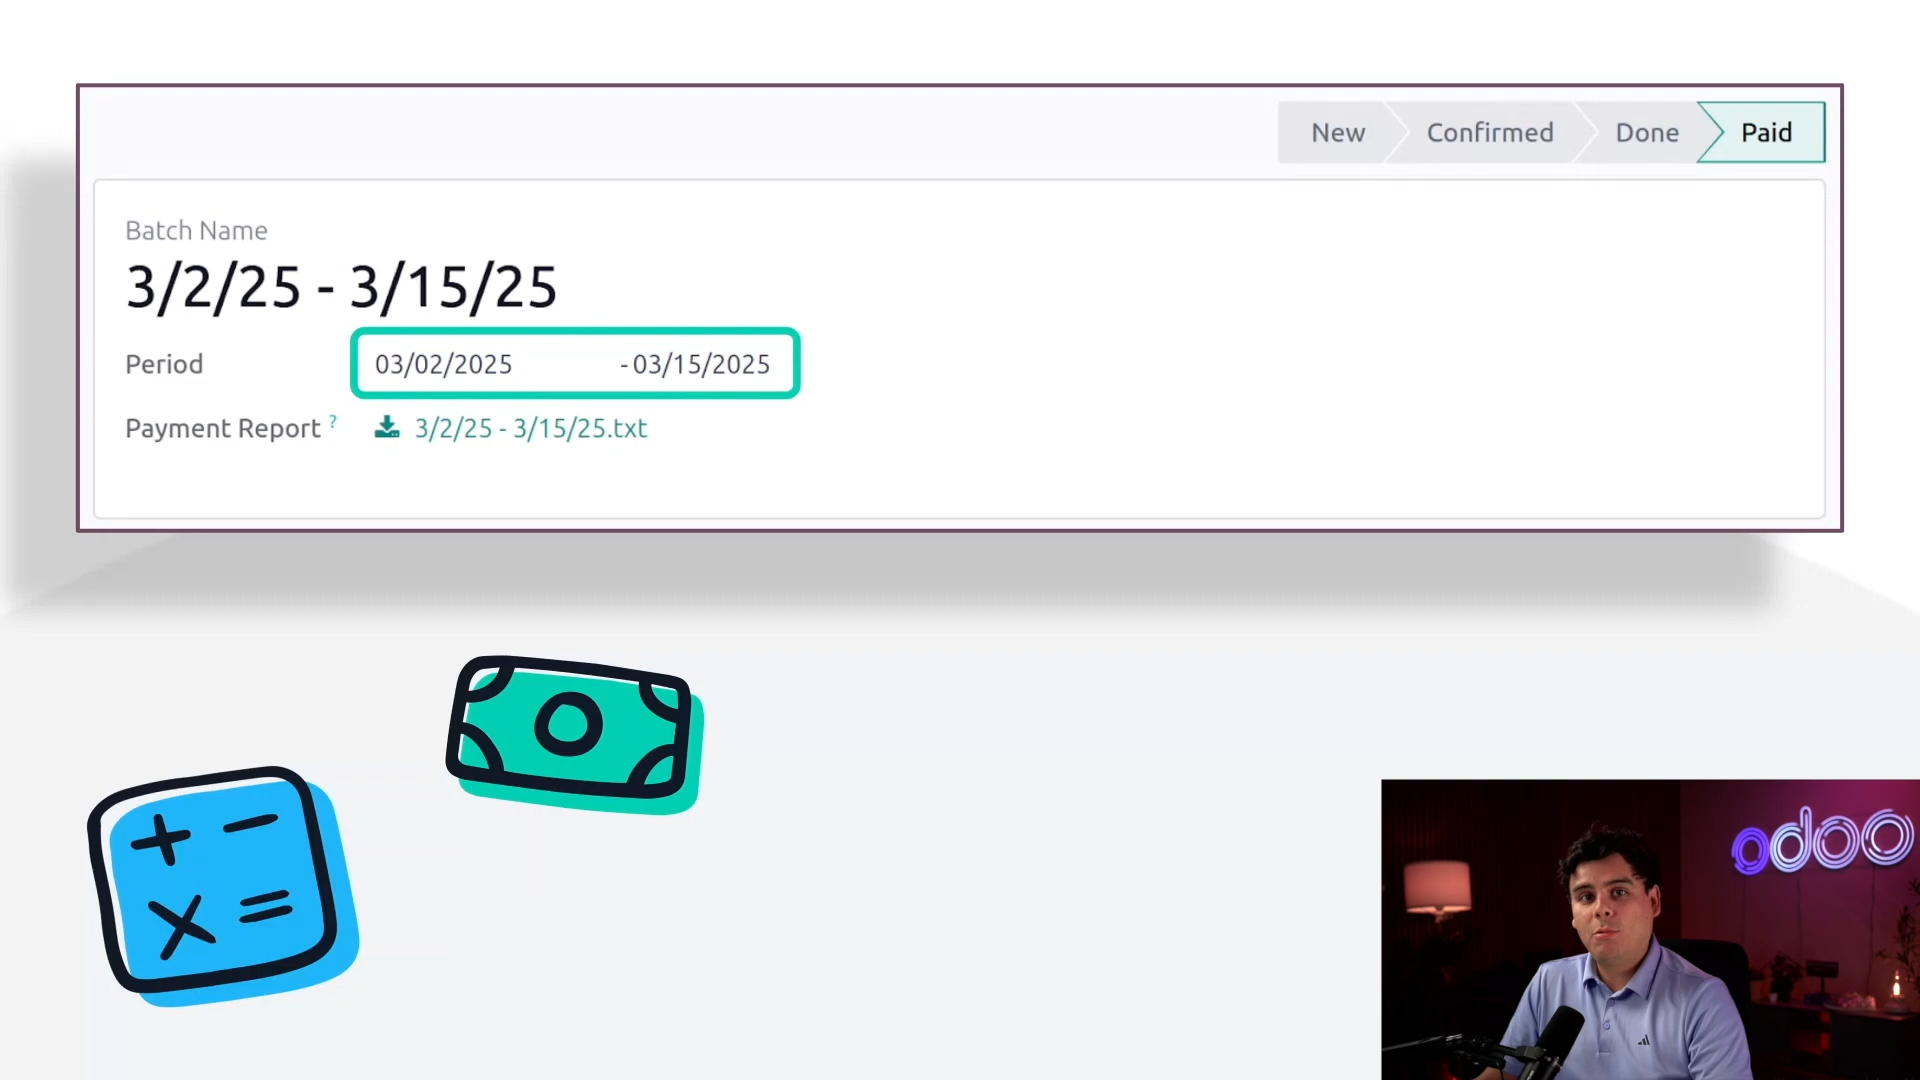 New
Confirmed
Done
Paid
Batch Name
3/2/25 - 3/15/25
Period
03/02/2025 - 03/15/2025
Payment Report ?
3/2/25 - 3/15/25.txt
+ -
× =
odoo